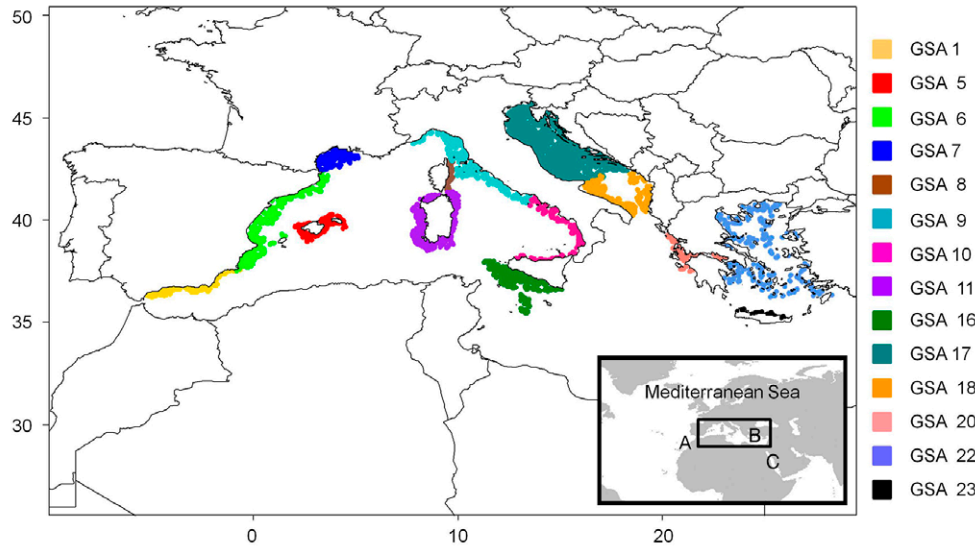 50
45
40
35
30
0
10
20
Mediterranean Sea
A
B
C
GSA 1
GSA 5
GSA 6
GSA 7
GSA 8
GSA 9
GSA 10
GSA 11
GSA 16
GSA 17
GSA 18
GSA 20
GSA 22
GSA 23